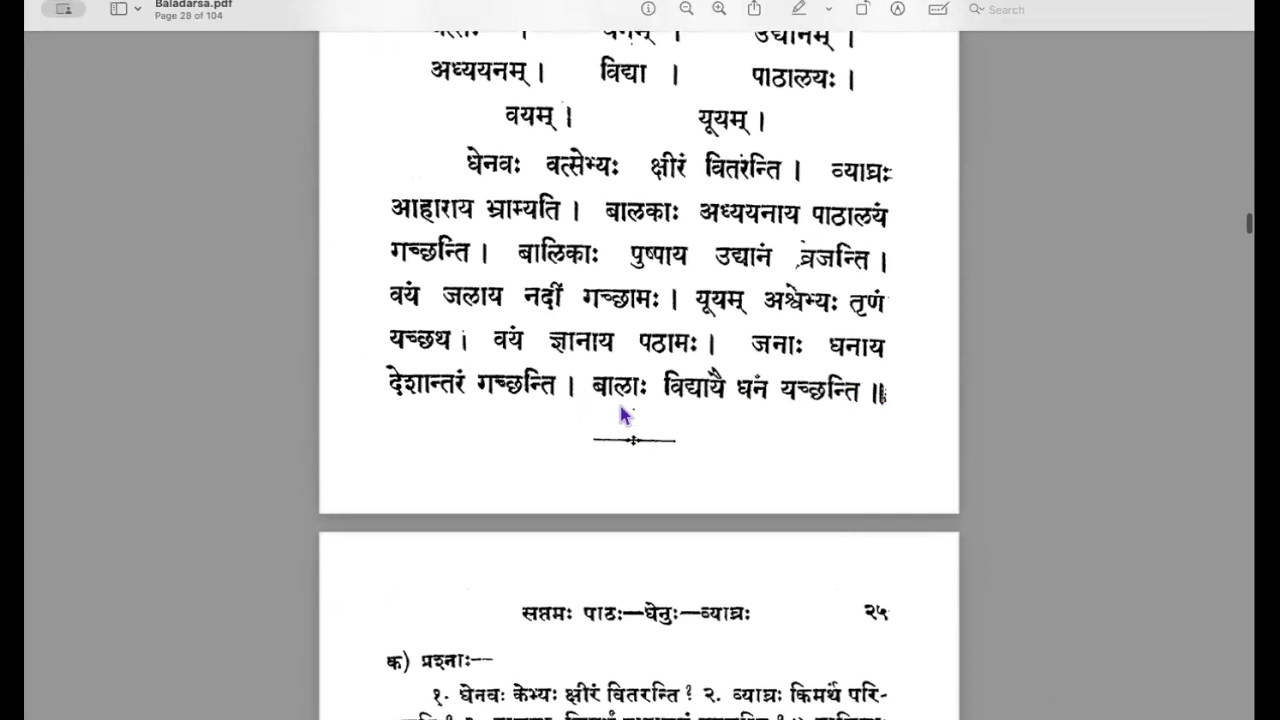 Baladarsa.pdf
Page 28 of 104
Search
उद्यानम् ।
अध्ययनम् । विद्या । पाठालयः ।
वयम् । यूयम् ।
धेनवः वत्सेभ्यः क्षीरं वितरन्ति । व्याघ्रः
आहाराय भ्राम्यति । बालकाः अध्ययनाय पाठालयं
गच्छन्ति । बालिकाः पुष्पाय उद्यानं व्रजन्ति ।
वयं जलाय नदीं गच्छामः । यूयम् अश्वेभ्यः तृणं
यच्छथ । वयं ज्ञानाय पठामः । जनाः धनाय
देशान्तरं गच्छन्ति । बालाः विद्यायै धनं यच्छन्ति ॥
सप्तमः पाठः—धेनुः—व्याघ्रः २५
क) प्रश्नाः—
१. धेनवः केभ्यः क्षीरं वितरन्ति ? २. व्याघ्रः किमर्थं परि-